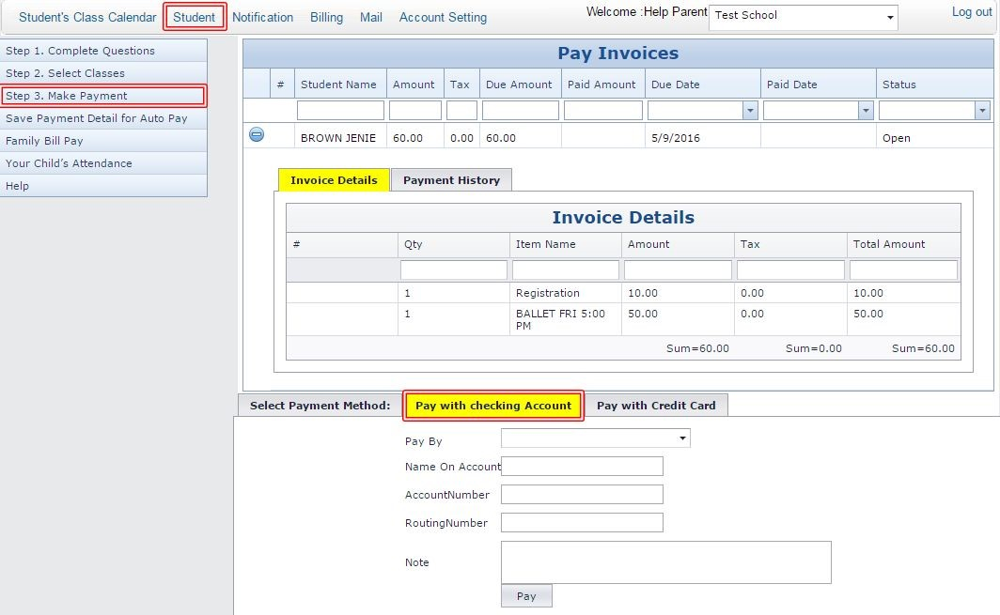 Student's Class Calendar Student Notification Billing Mail Account Setting Welcome :Help Parent Test School Log out
Step 1. Complete Questions
Step 2. Select Classes
Step 3. Make Payment
Save Payment Detail for Auto Pay
Family Bill Pay
Your Child's Attendance
Help
Pay Invoices
# Student Name Amount Tax Due Amount Paid Amount Due Date Paid Date Status
BROWN JENIE 60.00 0.00 60.00 5/9/2016 Open
Invoice Details Payment History
Invoice Details
# Qty Item Name Amount Tax Total Amount
1 Registration 10.00 0.00 10.00
1 BALLET FRI 5:00 50.00 0.00 50.00
PM
Sum=60.00 Sum=0.00 Sum=60.00
Select Payment Method: Pay with checking Account Pay with Credit Card
Pay By
Name On Account
AccountNumber
RoutingNumber
Note
Pay